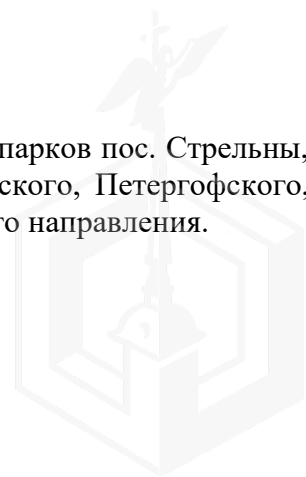 парков пос. Стрельны,
ского, Петергофского,
го направления.